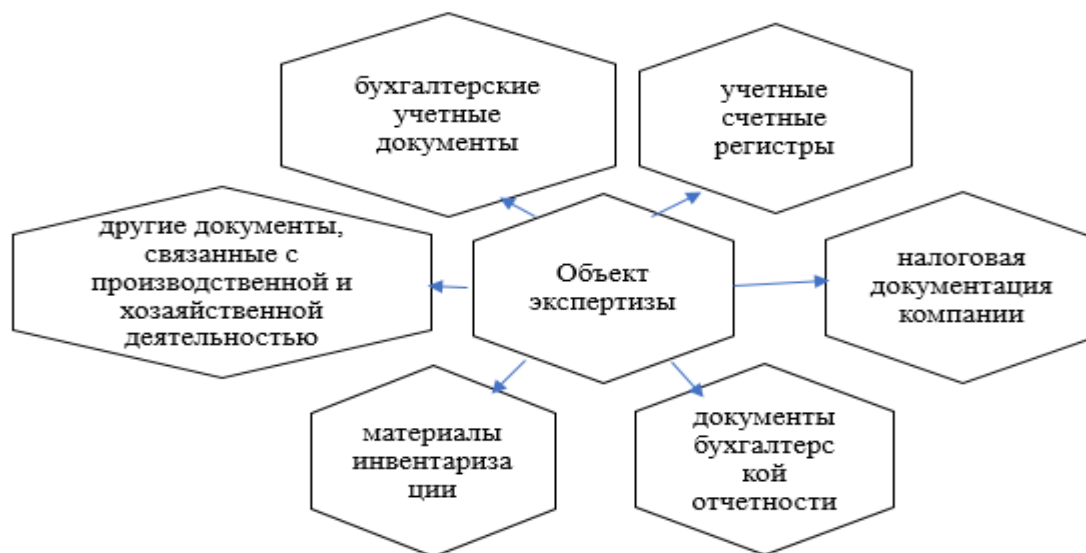 бухгалтерские
учетные
документы
учетные
счетные
регистры
другие документы,
связанные с
производственной и
хозаяйственной
деятельностью
Объект
экспертизы
налоговая
документация
компании
материалы
инвентариза
ции
документы
бухгалтерс
кой
отчетности